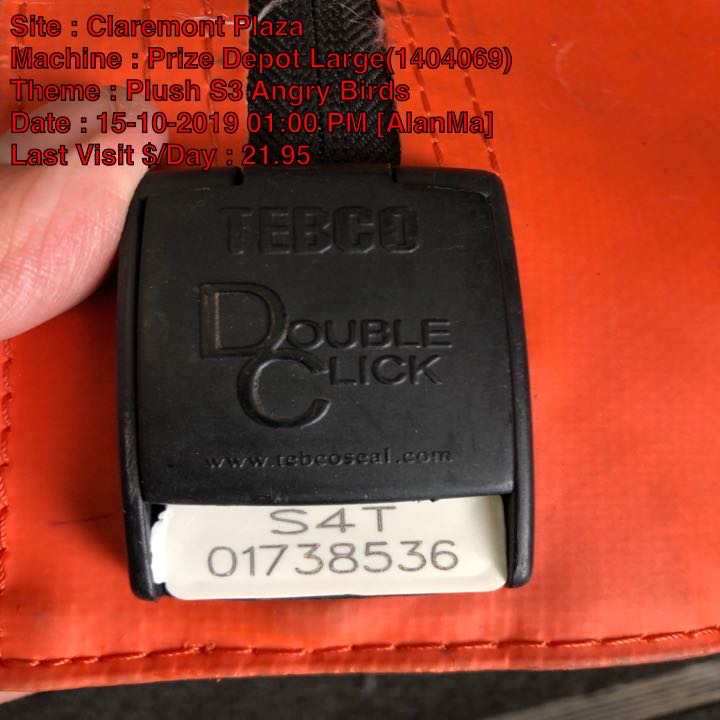 Site : Claremont Plaza
Machine : Prize Depot Large(1404069)
Theme : Plush S3 Angry Birds
Date : 15-10-2019 01:00 PM [AlanMa]
Last Visit $/Day : 21.95
TEBCO
DOUBLE
CLICK
www.tebcoseal.com
S4T
01738536